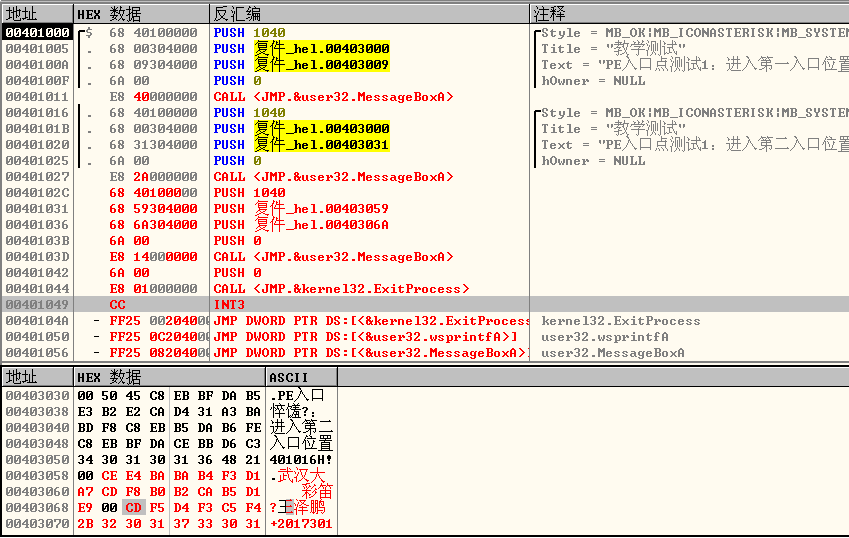 地址 HEX 数据 反汇编 注释
00401000 $ 68 40100000 PUSH 1040 Style = MB_OK|MB_ICONASTERISK|MB_SYSTEM
00401005 . 68 00304000 PUSH 复件_hel.00403000 Title = "教学测试"
0040100A . 68 09304000 PUSH 复件_hel.00403009 Text = "PE入口点测试1：进入第一入口位置
0040100F . 6A 00 PUSH 0 hOwner = NULL
00401011 E8 40000000 CALL <JMP.&user32.MessageBoxA>
00401016 . 68 40100000 PUSH 1040 Style = MB_OK|MB_ICONASTERISK|MB_SYSTEM
0040101B . 68 00304000 PUSH 复件_hel.00403000 Title = "教学测试"
00401020 . 68 31304000 PUSH 复件_hel.00403031 Text = "PE入口点测试1：进入第二入口位置
00401025 . 6A 00 PUSH 0 hOwner = NULL
00401027 E8 2A000000 CALL <JMP.&user32.MessageBoxA>
0040102C 68 40100000 PUSH 1040
00401031 68 59304000 PUSH 复件_hel.00403059
00401036 68 6A304000 PUSH 复件_hel.0040306A
0040103B 6A 00 PUSH 0
0040103D E8 14000000 CALL <JMP.&user32.MessageBoxA>
00401042 6A 00 PUSH 0
00401044 E8 01000000 CALL <JMP.&kernel32.ExitProcess>
00401049 CC INT3
0040104A - FF25 00204000 JMP DWORD PTR DS:[<&kernel32.ExitProcess kernel32.ExitProcess
00401050 - FF25 0C204000 JMP DWORD PTR DS:[<&user32.wsprintfA>] user32.wsprintfA
00401056 - FF25 08204000 JMP DWORD PTR DS:[<&user32.MessageBoxA>] user32.MessageBoxA
地址 HEX 数据 ASCII
00403030 00 50 45 C8 EB BF DA B5 .PE入口
00403038 E3 B2 E2 CA D4 31 A3 BA
00403040 BD F8 C8 EB B5 DA B6 FE 进入第二
00403048 C8 EB BF DA CE BB D6 C3 入口位置
00403050 34 30 31 30 31 36 48 21 401016H!
00403058 00 CE E4 BA BA B4 F3 D1 .武汉大
00403060 A7 CD F8 B0 B2 CA B5 D1 彩笛
00403068 E9 00 CD F5 D4 F3 C5 F4 ?王泽鹏
00403070 2B 32 30 31 37 33 30 31 +2017301